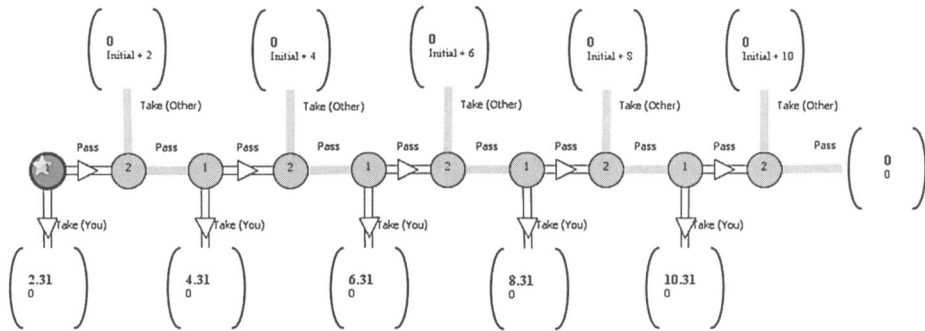 0 0 0 0 0
Initial + 2 Initial + 4 Initial + 6 Initial + 8 Initial + 10
Take (Other) Take (Other) Take (Other) Take (Other) Take (Other)
Pass Pass Pass Pass Pass Pass Pass Pass Pass Pass
2 1 2 1 2 1 2 1 2
0
0
Take (You) Take (You) Take (You) Take (You) Take (You)
2.31 4.31 6.31 8.31 10.31
0 0 0 0 0